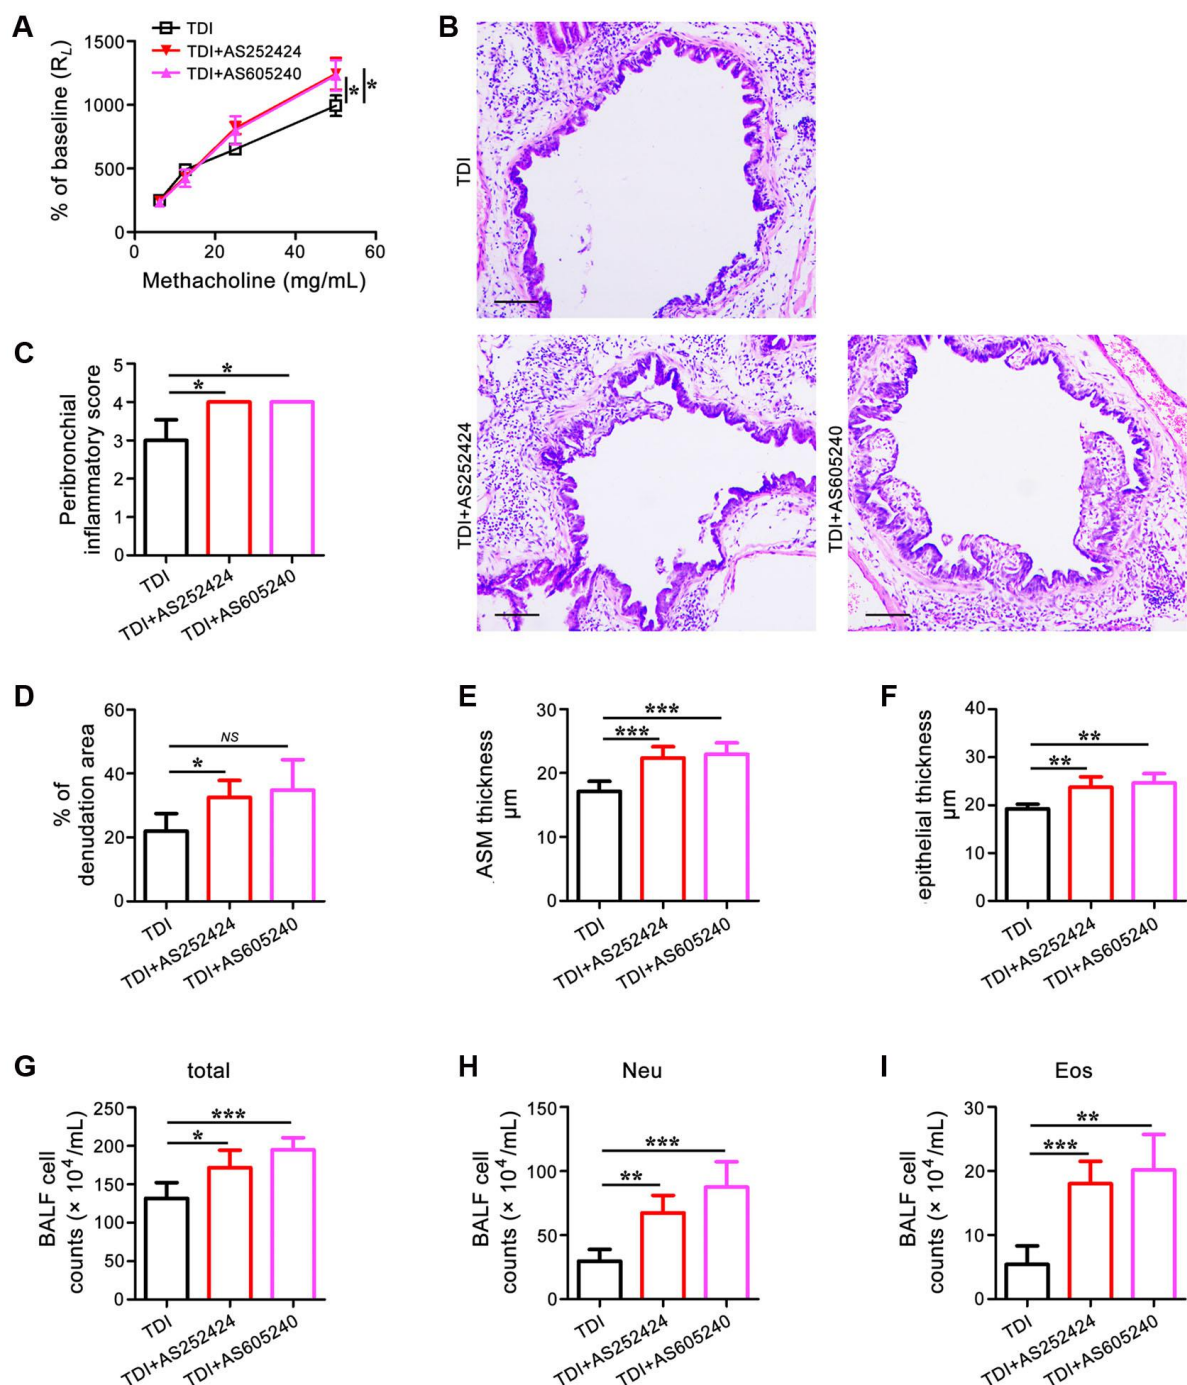 A
TDI
TDI+AS252424
TDI+AS605240
% of baseline (R_L)
1500
1000
500
0
0 20 40 60
Methacholine (mg/mL)
* *
B
TDI
TDI+AS252424
TDI+AS605240
C
Peribronchial
inflammatory score
5
4
3
2
1
0
*
*
TDI
TDI+AS252424
TDI+AS605240
D
% of
denudation area
60
40
20
0
NS
*
TDI
TDI+AS252424
TDI+AS605240
E
ASM thickness
µm
30
20
10
0
***
***
TDI
TDI+AS252424
TDI+AS605240
F
epithelial thickness
µm
40
30
20
10
0
**
**
TDI
TDI+AS252424
TDI+AS605240
G
total
BALF cell
counts (× 10⁴/mL)
250
200
150
100
50
0
***
*
TDI
TDI+AS252424
TDI+AS605240
H
Neu
BALF cell
counts (× 10⁴/mL)
150
100
50
0
***
**
TDI
TDI+AS252424
TDI+AS605240
I
Eos
BALF cell
counts (× 10⁴/mL)
30
20
10
0
**
***
TDI
TDI+AS252424
TDI+AS605240